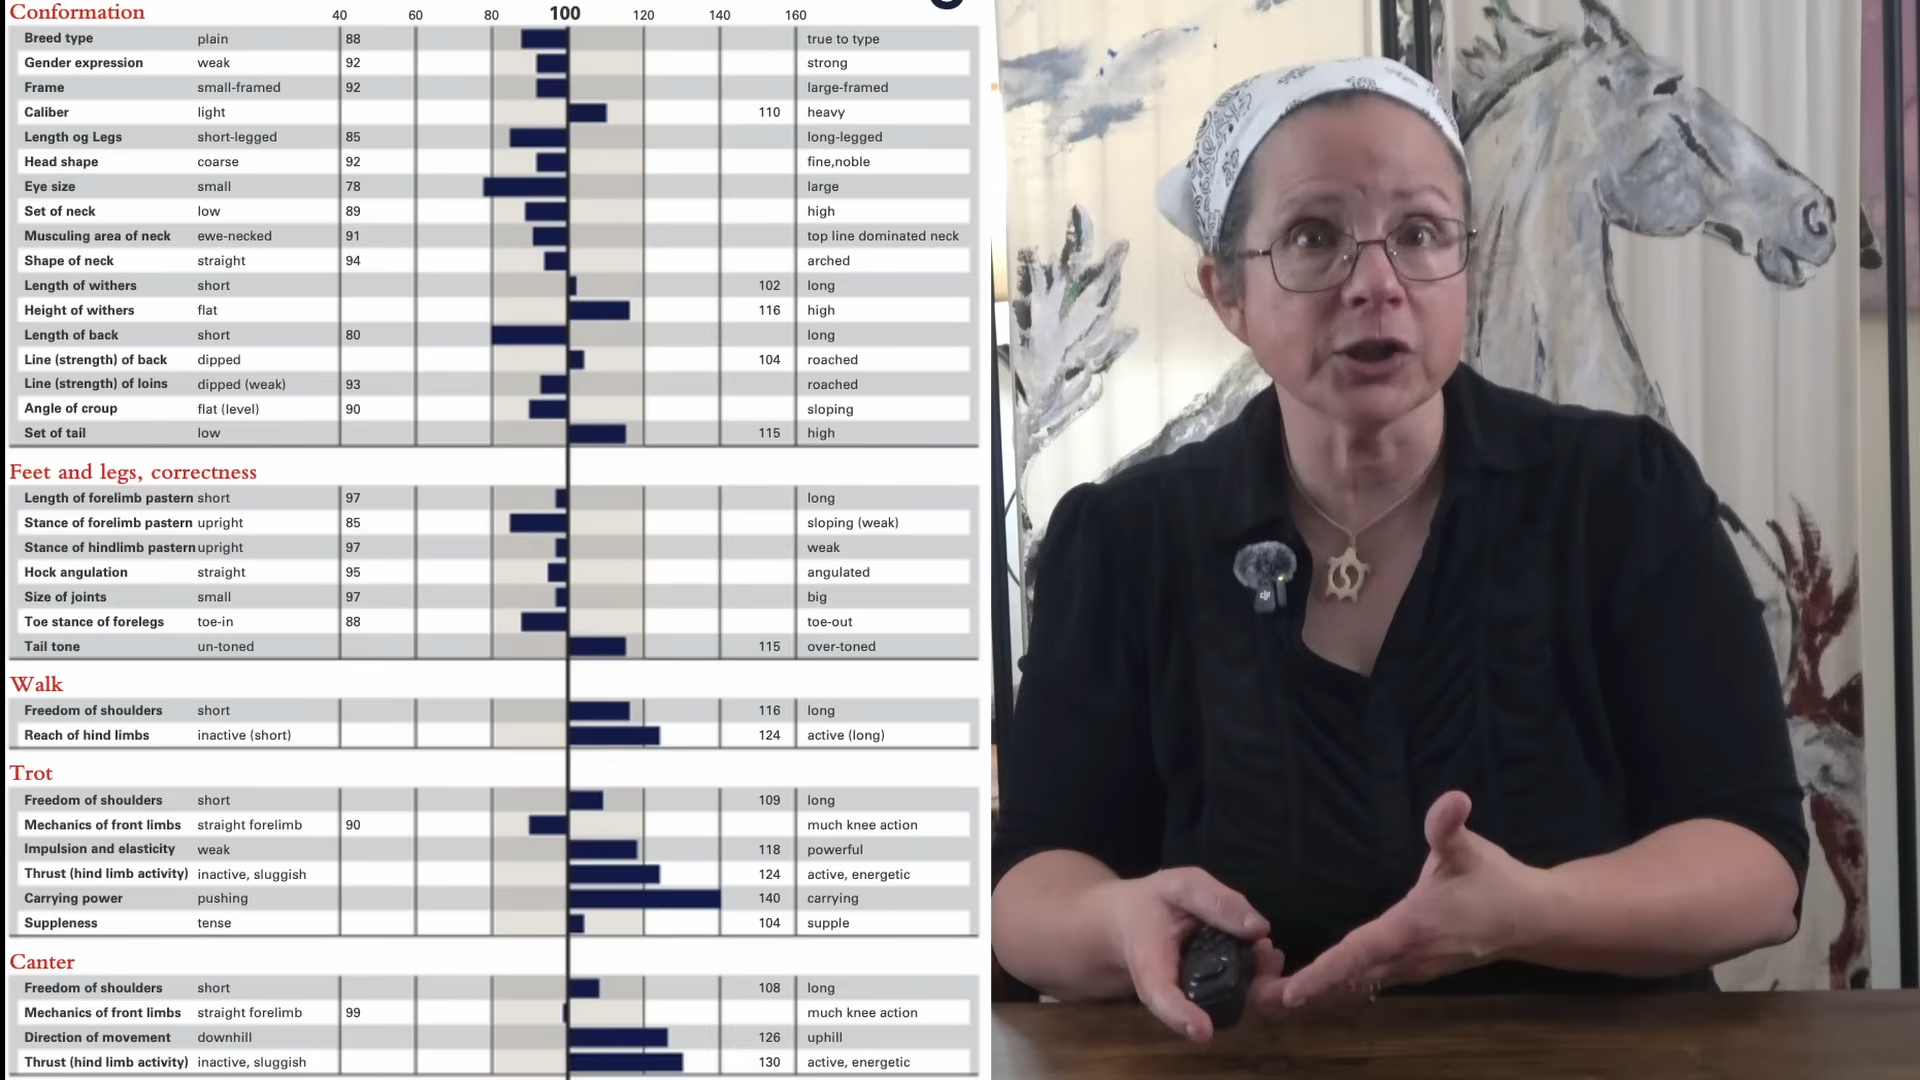 Conformation 40 60 80 100 120 140 160
Breed type plain 88 true to type
Gender expression weak 92 strong
Frame small-framed 92 large-framed
Caliber light 110 heavy
Length og Legs short-legged 85 long-legged
Head shape coarse 92 fine,noble
Eye size small 78 large
Set of neck low 89 high
Musculing area of neck ewe-necked 91 top line dominated neck
Shape of neck straight 94 arched
Length of withers short 102 long
Height of withers flat 116 high
Length of back short 80 long
Line (strength) of back dipped 104 roached
Line (strength) of loins dipped (weak) 93 roached
Angle of croup flat (level) 90 sloping
Set of tail low 115 high
Feet and legs, correctness
Length of forelimb pastern short 97 long
Stance of forelimb pastern upright 85 sloping (weak)
Stance of hindlimb pastern upright 97 weak
Hock angulation straight 95 angulated
Size of joints small 97 big
Toe stance of forelegs toe-in 88 toe-out
Tail tone un-toned 115 over-toned
Walk
Freedom of shoulders short 116 long
Reach of hind limbs inactive (short) 124 active (long)
Trot
Freedom of shoulders short 109 long
Mechanics of front limbs straight forelimb 90 much knee action
Impulsion and elasticity weak 118 powerful
Thrust (hind limb activity) inactive, sluggish 124 active, energetic
Carrying power pushing 140 carrying
Suppleness tense 104 supple
Canter
Freedom of shoulders short 108 long
Mechanics of front limbs straight forelimb 99 much knee action
Direction of movement downhill 126 uphill
Thrust (hind limb activity) inactive, sluggish 130 active, energetic
dji